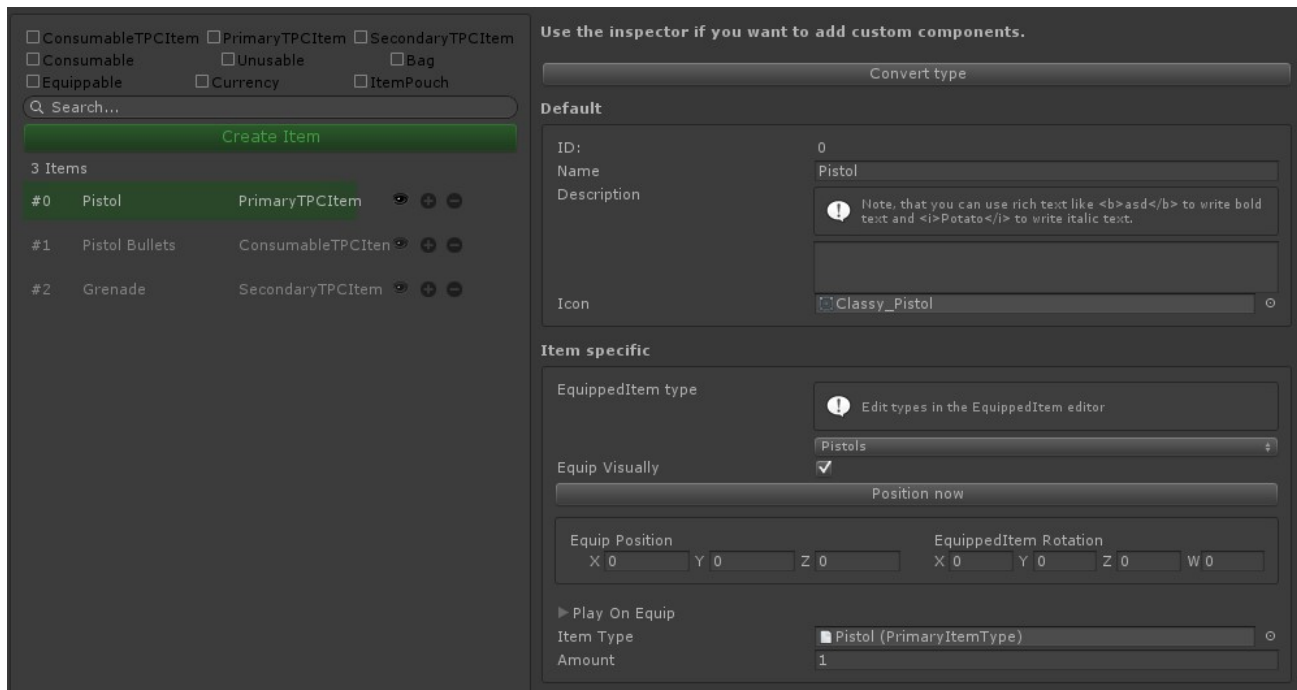 ConsumableTPCItem PrimaryTPCItem SecondaryTPCItem
Consumable Unusable Bag
Equippable Currency ItemPouch
Search...
Create Item
3 Items
#0 Pistol PrimaryTPCItem
#1 Pistol Bullets ConsumableTPCIten
#2 Grenade SecondaryTPCItem
Use the inspector if you want to add custom components.
Convert type
Default
ID: 0
Name Pistol
Description
Note, that you can use rich text like <b>asd</b> to write bold
text and <i>Potato</i> to write italic text.
Icon Classy_Pistol
Item specific
EquippedItem type
Edit types in the EquippedItem editor
Pistols
Equip Visually
Position now
Equip Position EquippedItem Rotation
X 0 Y 0 Z 0 X 0 Y 0 Z 0 W 0
Play On Equip
Item Type Pistol (PrimaryItemType)
Amount 1